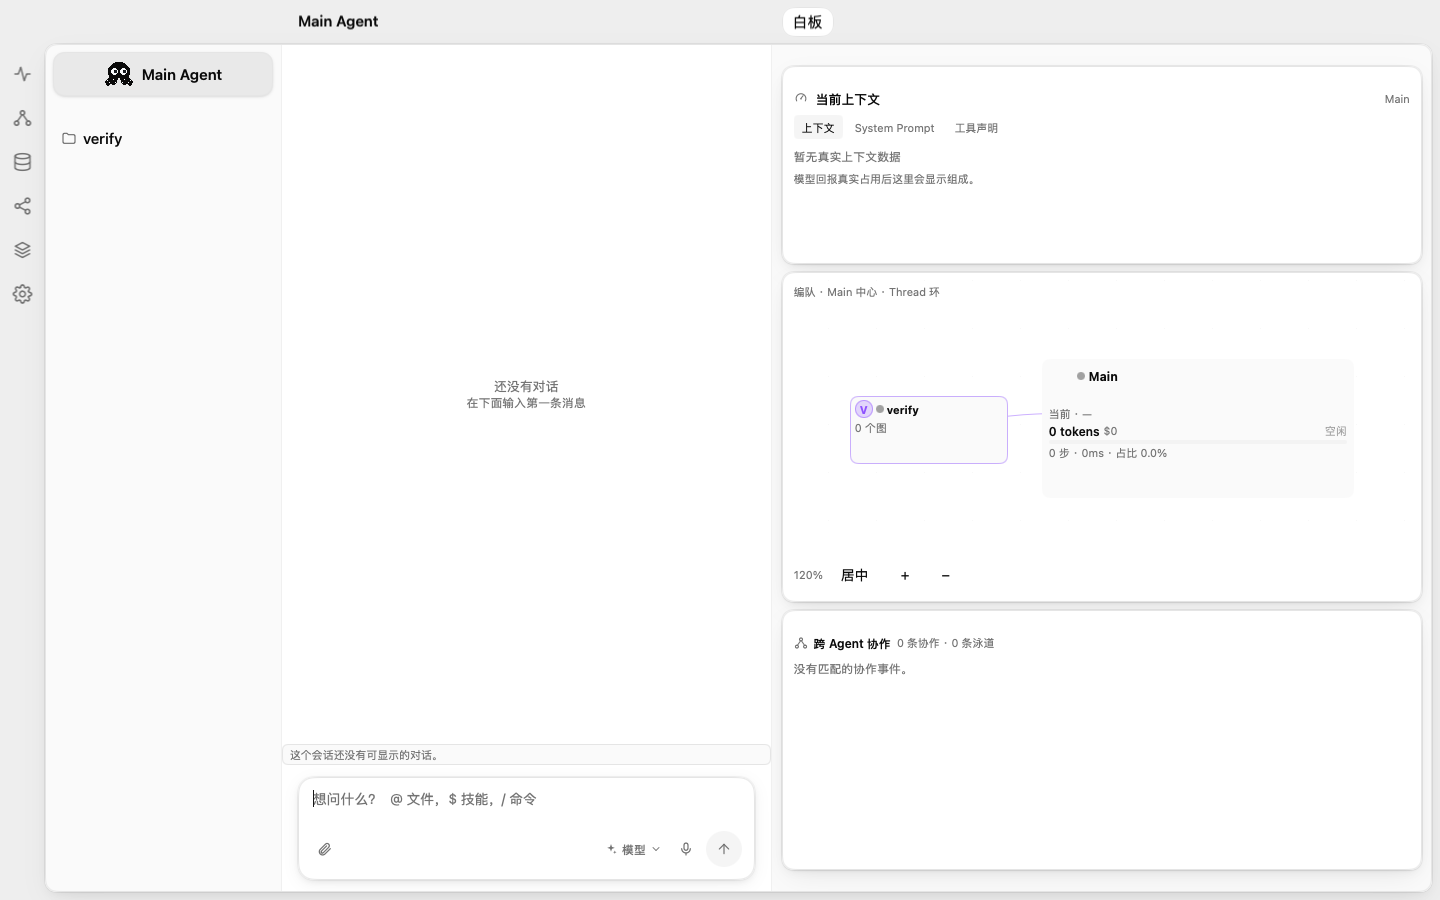 Main Agent
白板
Main Agent
verify
还没有对话
在下面输入第一条消息
这个会话还没有可显示的对话。
想问什么? @ 文件, $ 技能, / 命令
模型
当前上下文
Main
上下文 System Prompt 工具声明
暂无真实上下文数据
模型回报真实占用后这里会显示组成。
编队 · Main 中心 · Thread 环
V verify
0 个图
Main
当前 · —
0 tokens $0 空闲
0 步 · 0ms · 占比 0.0%
120% 居中 + −
跨 Agent 协作 0 条协作 · 0 条泳道
没有匹配的协作事件。